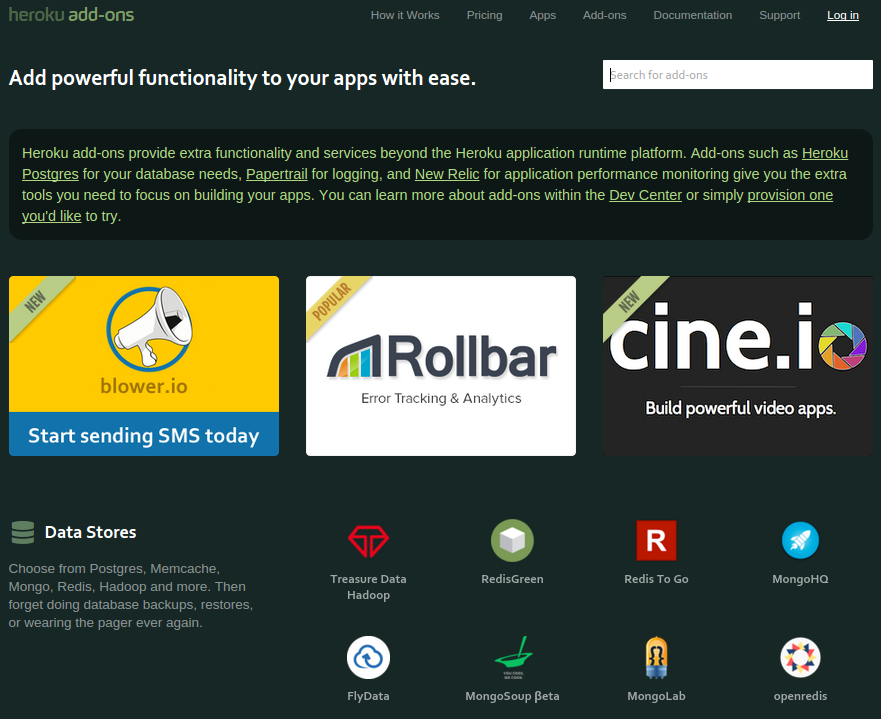 heroku add-ons
How it Works Pricing Apps Add-ons Documentation Support Log in
Add powerful functionality to your apps with ease.
Search for add-ons
Heroku add-ons provide extra functionality and services beyond the Heroku application runtime platform. Add-ons such as Heroku
Postgres for your database needs, Papertrail for logging, and New Relic for application performance monitoring give you the extra
tools you need to focus on building your apps. You can learn more about add-ons within the Dev Center or simply provision one
you'd like to try.
NEW
blower.io
Start sending SMS today
POPULAR
Rollbar
Error Tracking & Analytics
NEW
cine.io
Build powerful video apps.
Data Stores
Choose from Postgres, Memcache,
Mongo, Redis, Hadoop and more. Then
forget doing database backups, restores,
or wearing the pager ever again.
Treasure Data
Hadoop
RedisGreen
R
Redis To Go
MongoHQ
FlyData
YOU CODE,
WE COOK
MongoSoup βeta
MongoLab
openredis